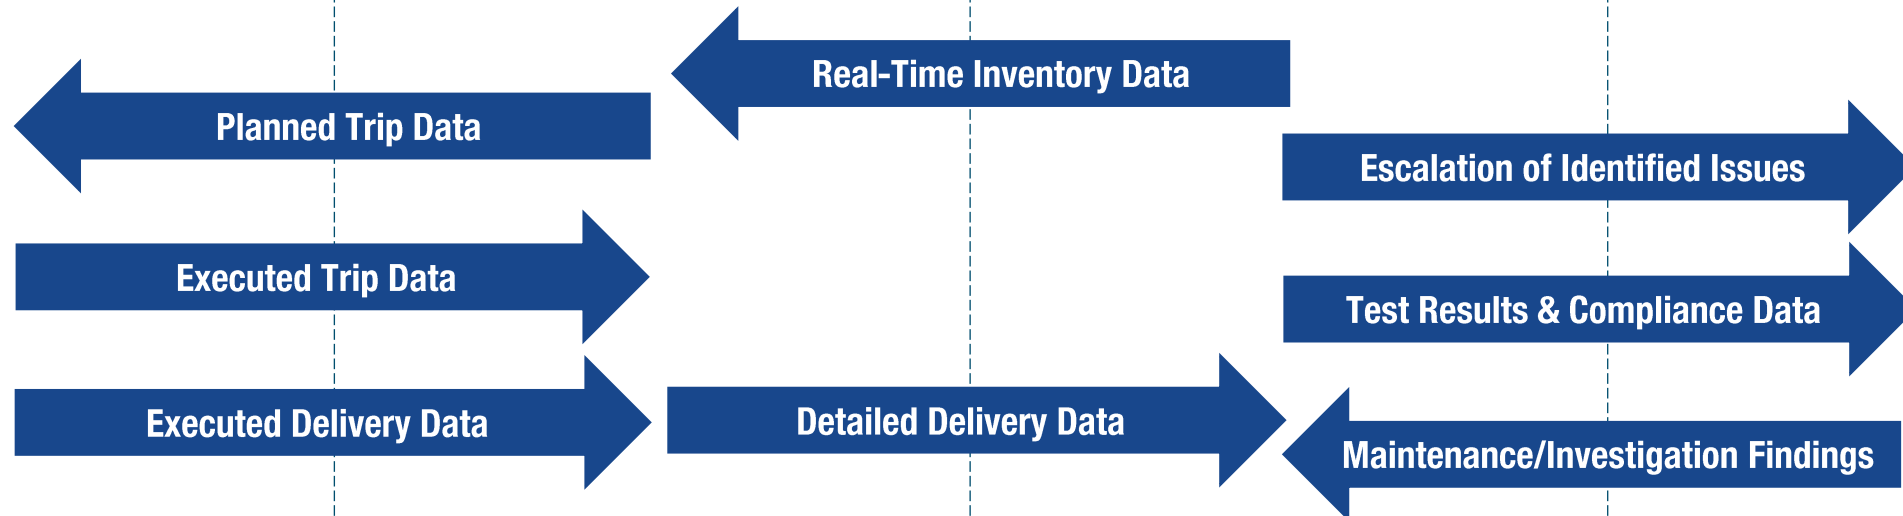 Real-Time Inventory Data
Planned Trip Data
Escalation of Identified Issues
Executed Trip Data
Test Results & Compliance Data
Executed Delivery Data
Detailed Delivery Data
Maintenance/Investigation Findings